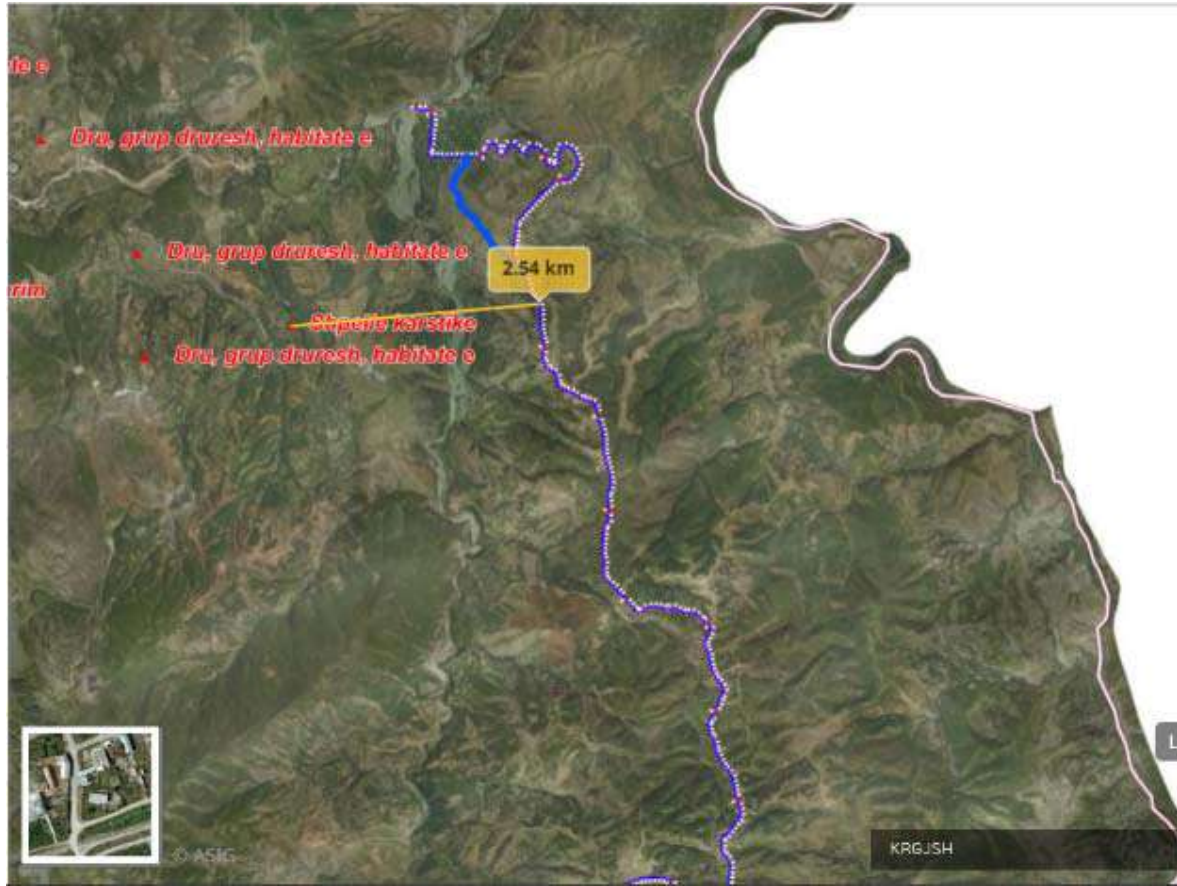 Dru, grup druresh, habitate e
Dru, grup druresh, habitate e
2.54 km
Shpelle karstike
Dru, grup druresh, habitate e
© ASIG
KRGJSH
L